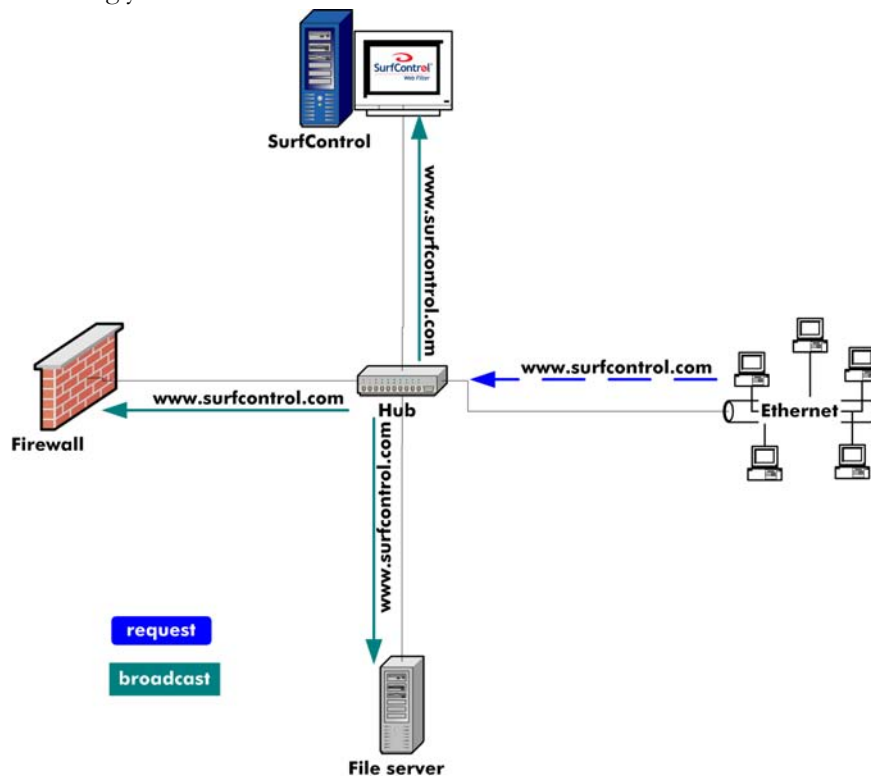 SurfControl
Web Filter
SurfControl
www.surfcontrol.com
www.surfcontrol.com
www.surfcontrol.com
Ethernet
Hub
Firewall
www.surfcontrol.com
request
broadcast
File server